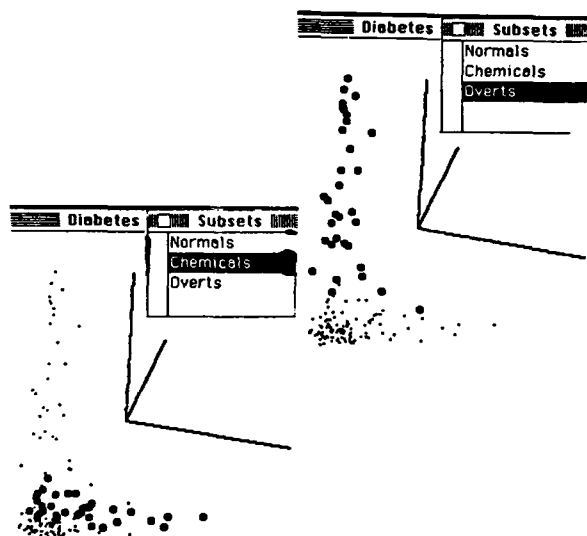 Diabetes Subsets
Normals
Chemicals
Overts
Diabetes Subsets
Normals
Chemicals
Overts